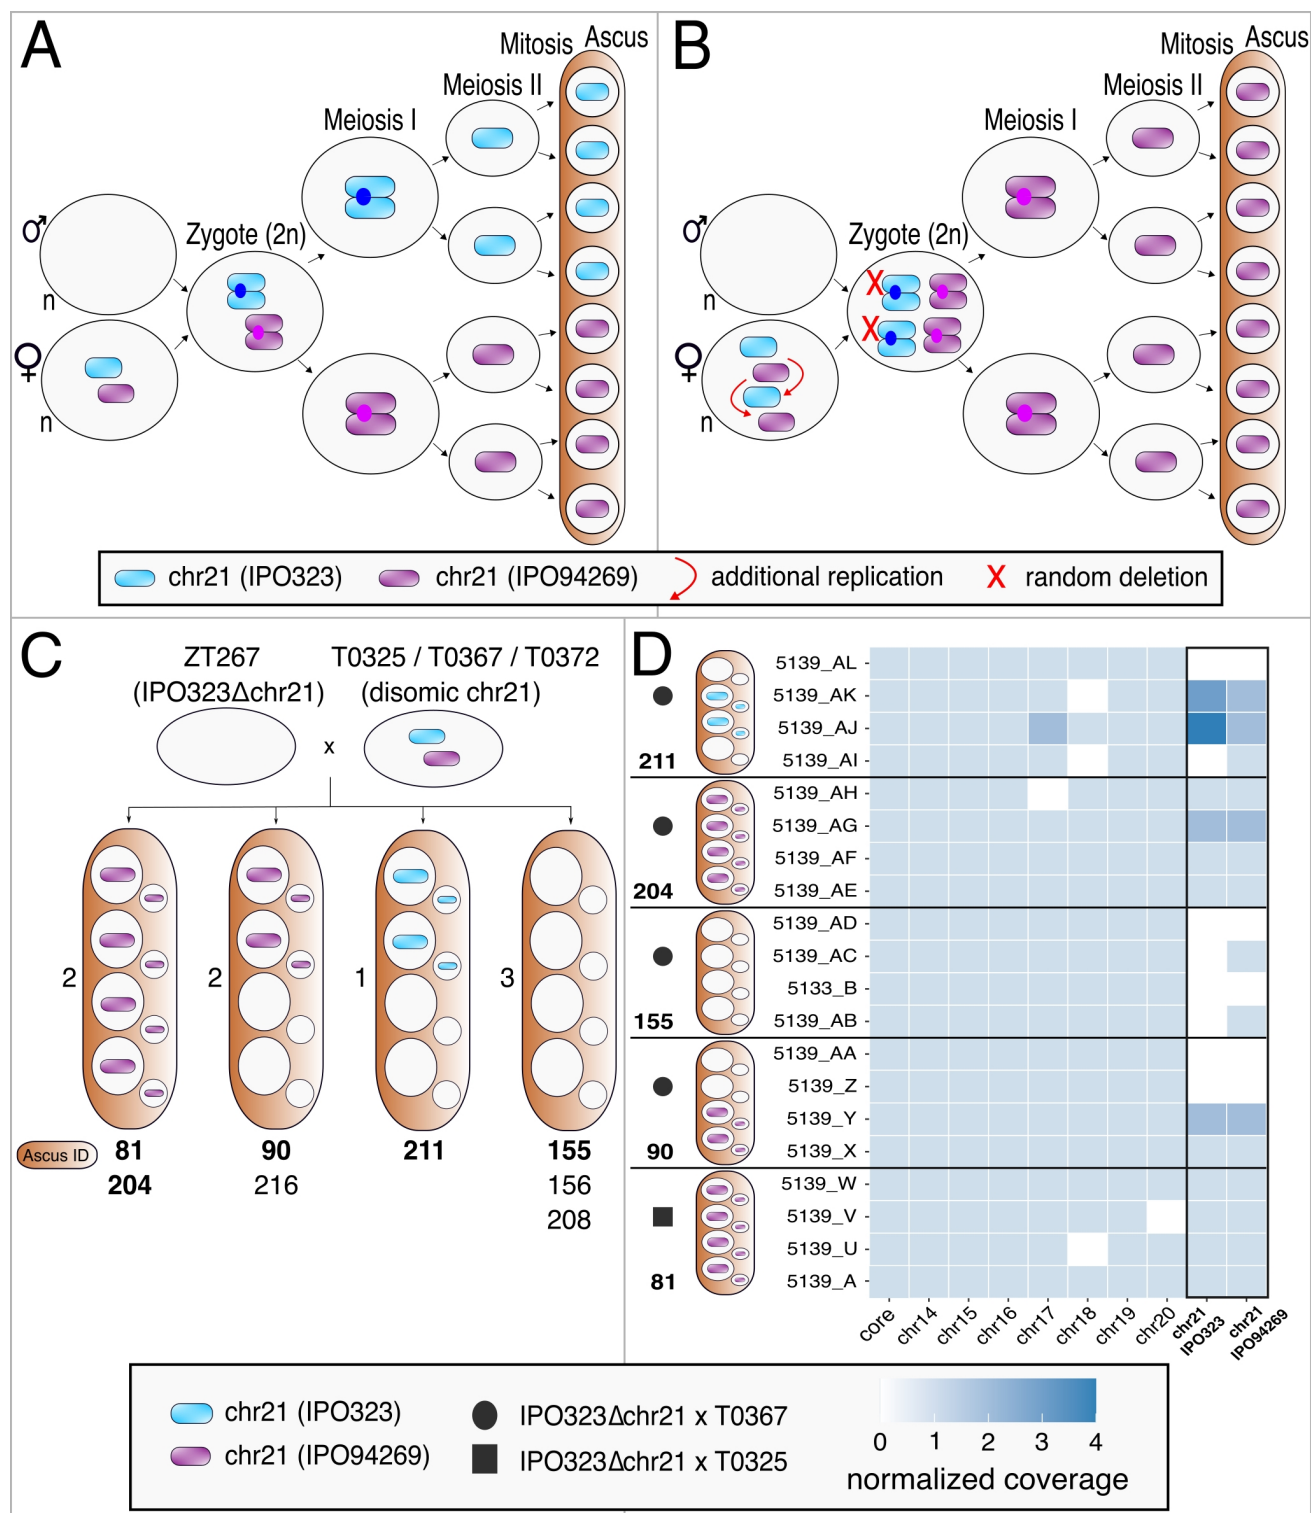 A
Mitosis Ascus
Meiosis II
Meiosis I
Zygote (2n)
♂
n
♀
n
B
Mitosis Ascus
Meiosis II
Meiosis I
Zygote (2n)
♂
n
♀
n
X
X
chr21 (IPO323) chr21 (IPO94269) additional replication X random deletion
C
ZT267 T0325 / T0367 / T0372
(IPO323Δchr21) (disomic chr21)
x
2 2 1 3
Ascus ID 81 90 211 155
204 216 156
208
D
5139_AL
5139_AK
5139_AJ
211 5139_AI
5139_AH
5139_AG
5139_AF
204 5139_AE
5139_AD
5139_AC
5133_B
155 5139_AB
5139_AA
5139_Z
5139_Y
90 5139_X
5139_W
5139_V
5139_U
81 5139_A
core chr14 chr15 chr16 chr17 chr18 chr19 chr20 chr21 IPO323 chr21 IPO94269
chr21 (IPO323) IPO323Δchr21 x T0367
chr21 (IPO94269) IPO323Δchr21 x T0325
0 1 2 3 4
normalized coverage